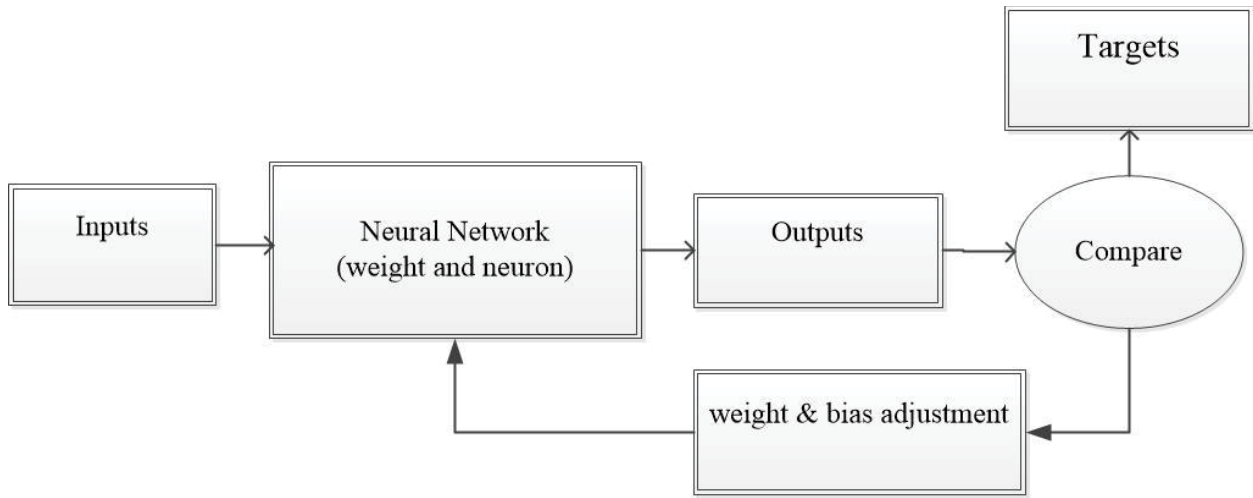 Targets
Inputs
Neural Network
(weight and neuron)
Outputs
Compare
weight & bias adjustment